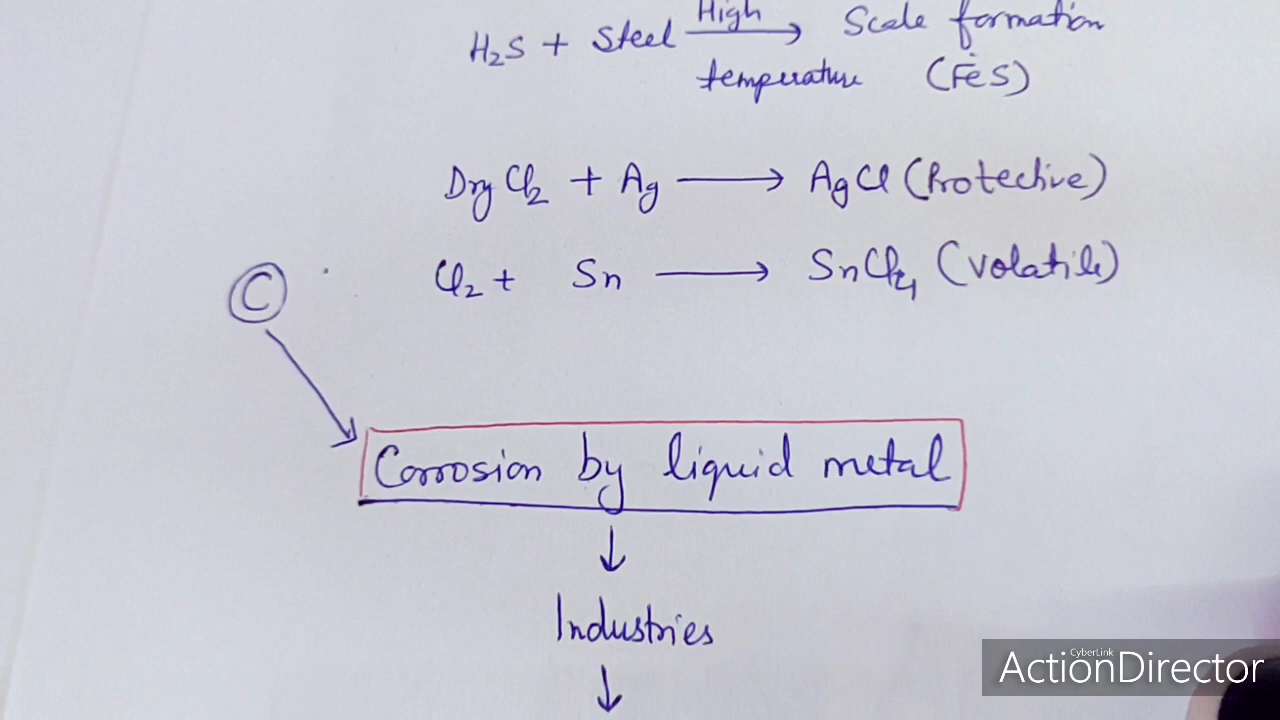 H₂S + Steel High→ Scale formation
temperature (FeS)
Dry Cl₂ + Ag → AgCl (Protective)
Cl₂ + Sn → SnCl₄ (Volatile)
C
Corrosion by liquid metal
↓
Industries
↓
CyberLink
ActionDirector